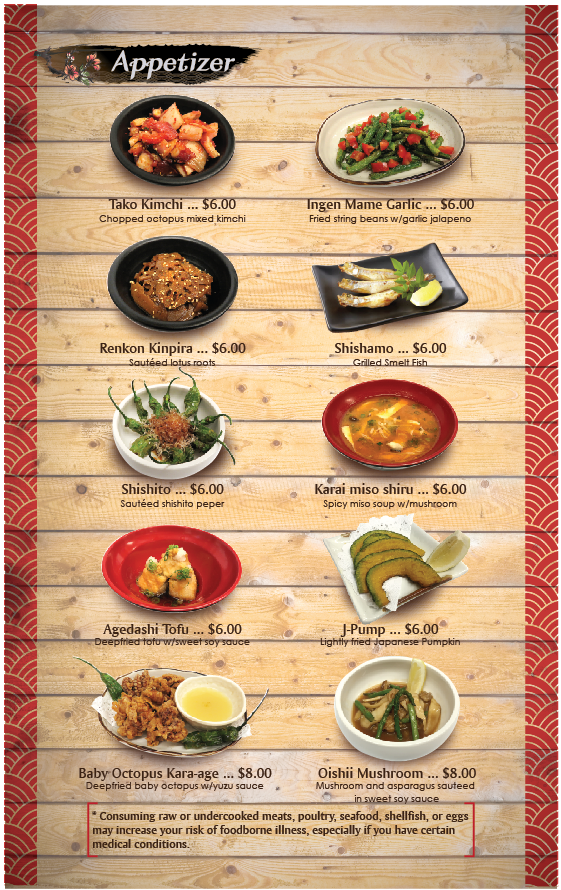 Appetizer
Tako Kimchi ... $6.00
Chopped octopus mixed kimchi
Ingen Mame Garlic ... $6.00
Fried string beans w/garlic jalapeno
Renkon Kinpira ... $6.00
Sautéed lotus roots
Shishamo ... $6.00
Grilled Smelt Fish
Shishito ... $6.00
Sautéed shishito peper
Karai miso shiru ... $6.00
Spicy miso soup w/mushroom
Agedashi Tofu ... $6.00
Deepfried tofu w/sweet soy sauce
J-Pump ... $6.00
Lightly fried Japanese Pumpkin
Baby Octopus Kara-age ... $8.00
Deepfried baby octopus w/yuzu sauce
Oishii Mushroom ... $8.00
Mushroom and asparagus sauteed
in sweet soy sauce
* Consuming raw or undercooked meats, poultry, seafood, shellfish, or eggs
may increase your risk of foodborne illness, especially if you have certain
medical conditions.